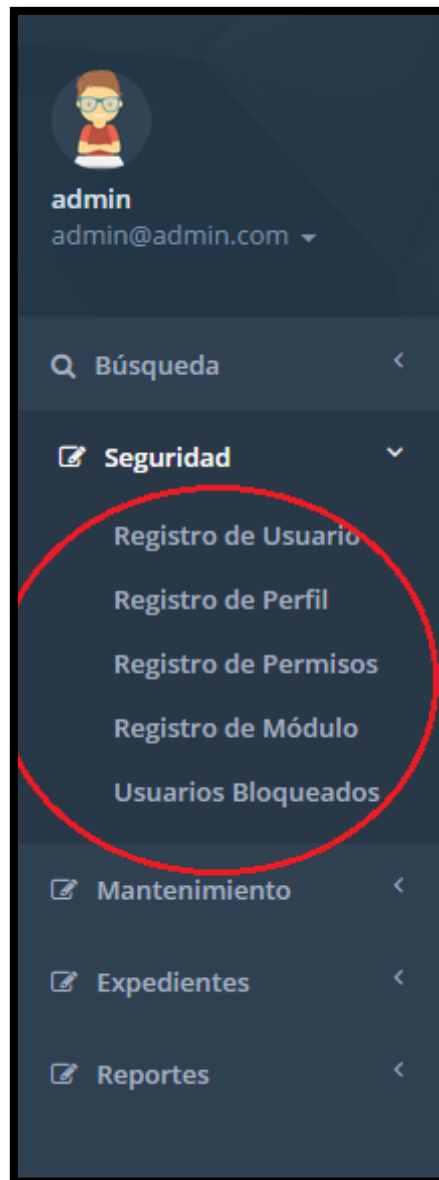 admin
admin@admin.com
Búsqueda
Seguridad
Registro de Usuario
Registro de Perfil
Registro de Permisos
Registro de Módulo
Usuarios Bloqueados
Mantenimiento
Expedientes
Reportes